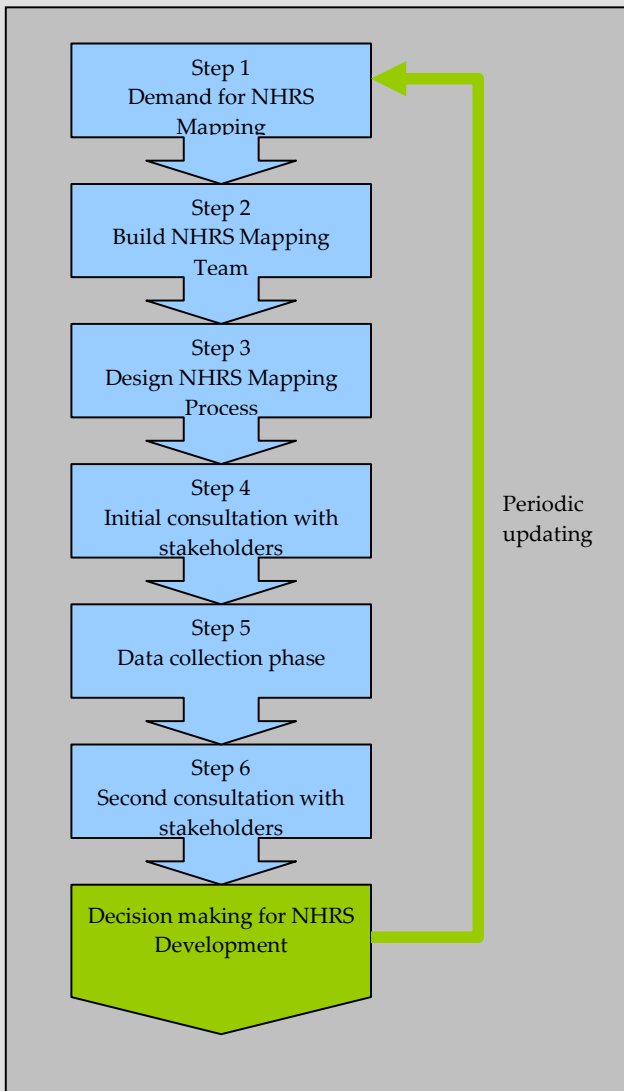 Step 1
Demand for NHRS
Mapping
Step 2
Build NHRS Mapping
Team
Step 3
Design NHRS Mapping
Process
Step 4
Initial consultation with
stakeholders
Step 5
Data collection phase
Step 6
Second consultation with
stakeholders
Decision making for NHRS
Development
Periodic
updating